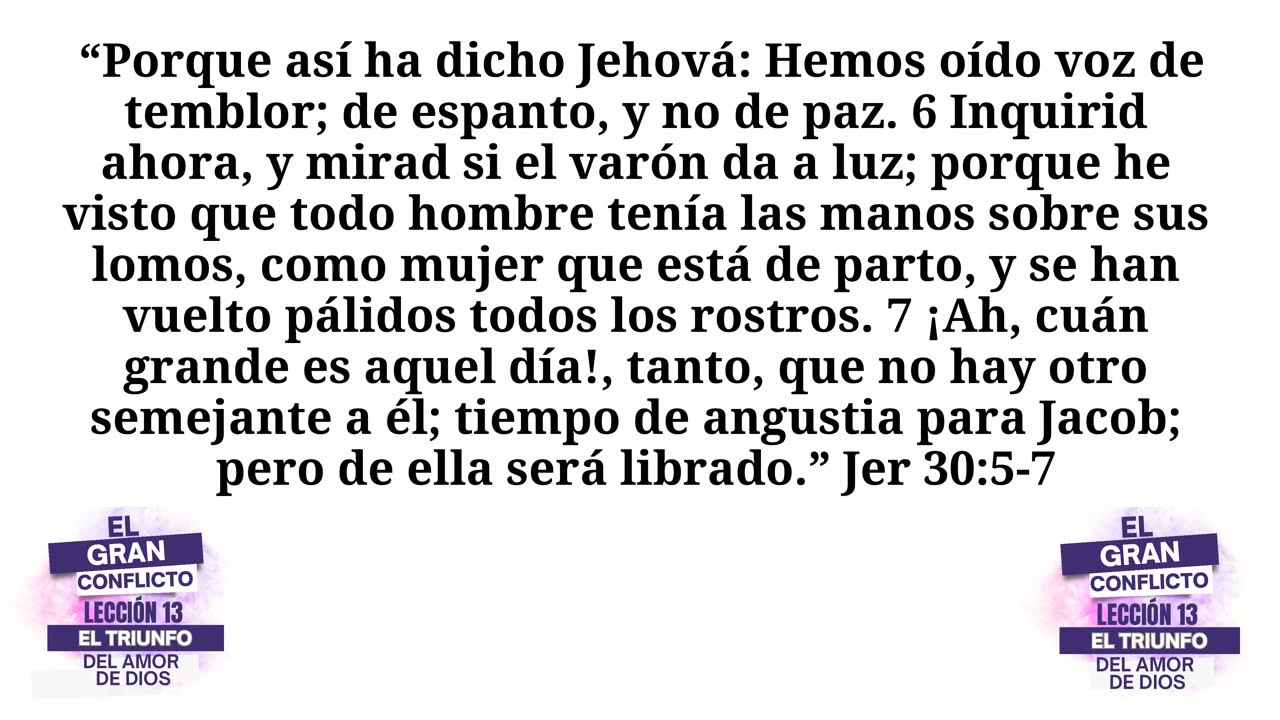 “Porque así ha dicho Jehová: Hemos oído voz de
temblor; de espanto, y no de paz. 6 Inquirid
ahora, y mirad si el varón da a luz; porque he
visto que todo hombre tenía las manos sobre sus
lomos, como mujer que está de parto, y se han
vuelto pálidos todos los rostros. 7 ¡Ah, cuán
grande es aquel día!, tanto, que no hay otro
semejante a él; tiempo de angustia para Jacob;
pero de ella será librado.” Jer 30:5-7
EL
GRAN
CONFLICTO
LECCIÓN 13
EL TRIUNFO
DEL AMOR
DE DIOS
EL
GRAN
CONFLICTO
LECCIÓN 13
EL TRIUNFO
DEL AMOR
DE DIOS